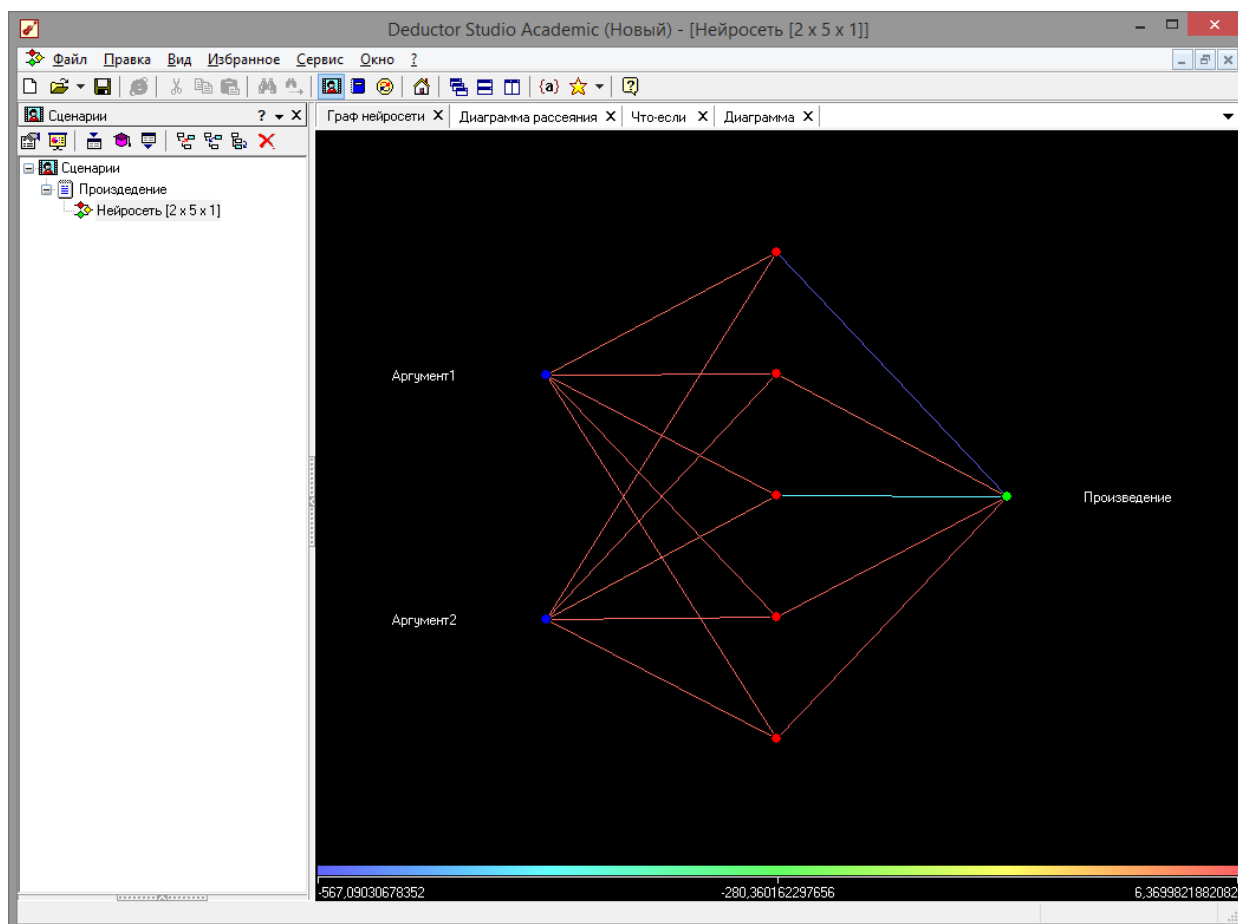 Deductor Studio Academic (Новый) - [Нейросеть [2 x 5 x 1]]
Файл Правка Вид Избранное Сервис Окно ?
{a}
Сценарии ?
Граф нейросети X Диаграмма рассеяния X Что-если X Диаграмма X
Сценарии
Произдедение
Нейросеть [2 x 5 x 1]
Аргумент1
Произведение
Аргумент2
-567,09030678352 -280,360162297656 6,3699821882082